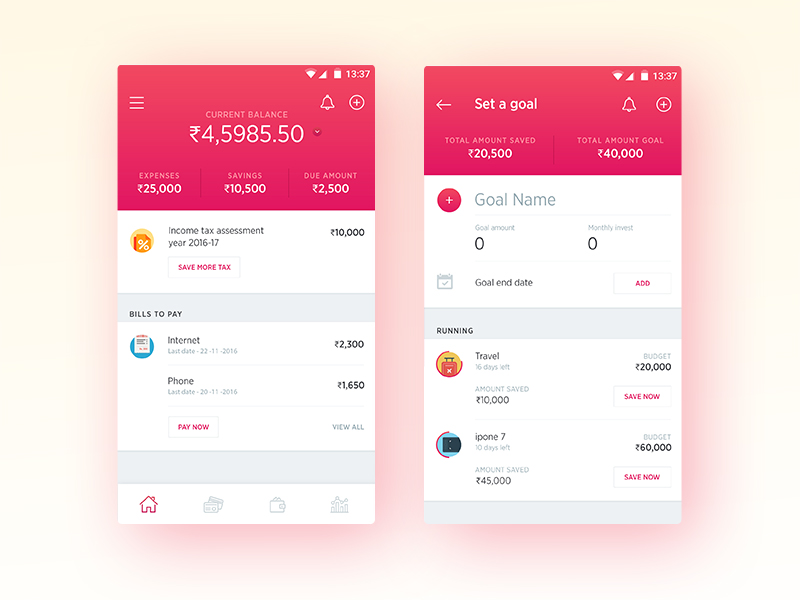 13:37
CURRENT BALANCE
₹4,5985.50
EXPENSES SAVINGS DUE AMOUNT
₹25,000 ₹10,500 ₹2,500
Income tax assessment ₹10,000
year 2016-17
SAVE MORE TAX
BILLS TO PAY
Internet ₹2,300
Last date - 22 -11 -2016
Phone ₹1,650
Last date - 20 -11 -2016
PAY NOW VIEW ALL
13:37
Set a goal
TOTAL AMOUNT SAVED TOTAL AMOUNT GOAL
₹20,500 ₹40,000
Goal Name
Goal amount Monthly invest
0 0
Goal end date ADD
RUNNING
Travel BUDGET
16 days left ₹20,000
AMOUNT SAVED
₹10,000 SAVE NOW
ipone 7 BUDGET
10 days left ₹60,000
AMOUNT SAVED
₹45,000 SAVE NOW